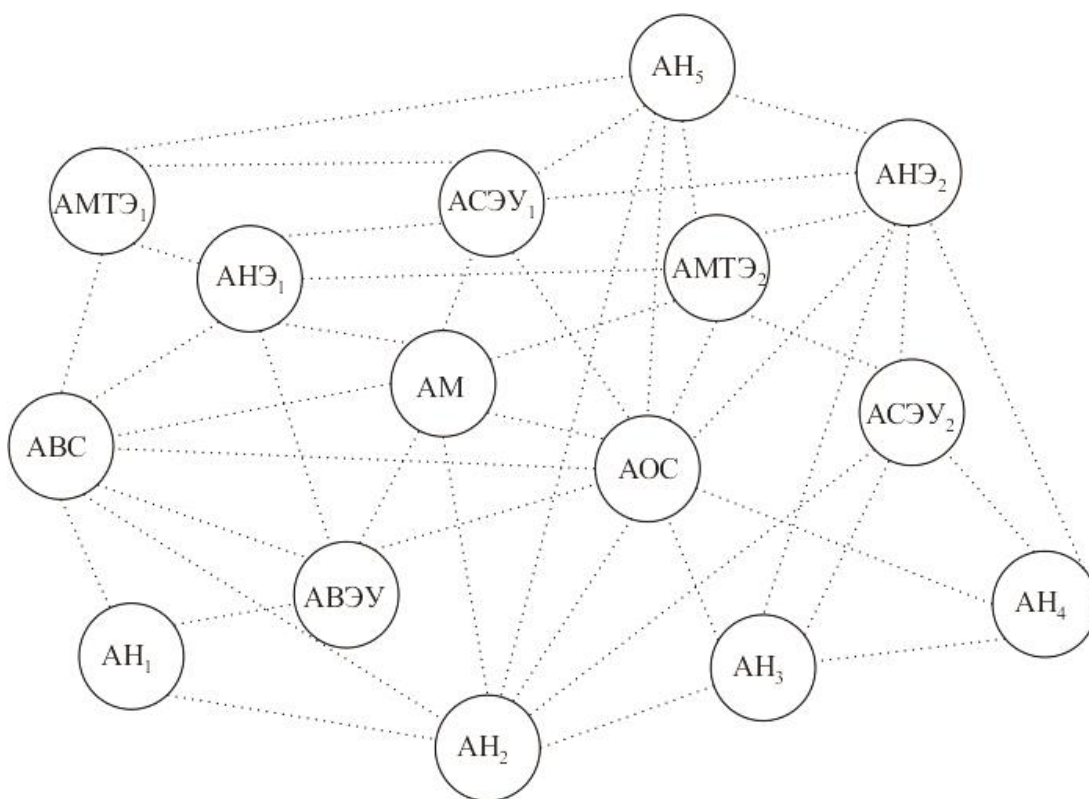 АН₅
АНЭ₂
АМТЭ₁
АСЭУ₁
АМТЭ₂
АНЭ₁
АМ
АСЭУ₂
АВС
АОС
АВЭУ
АН₄
АН₁
АН₃
АН₂